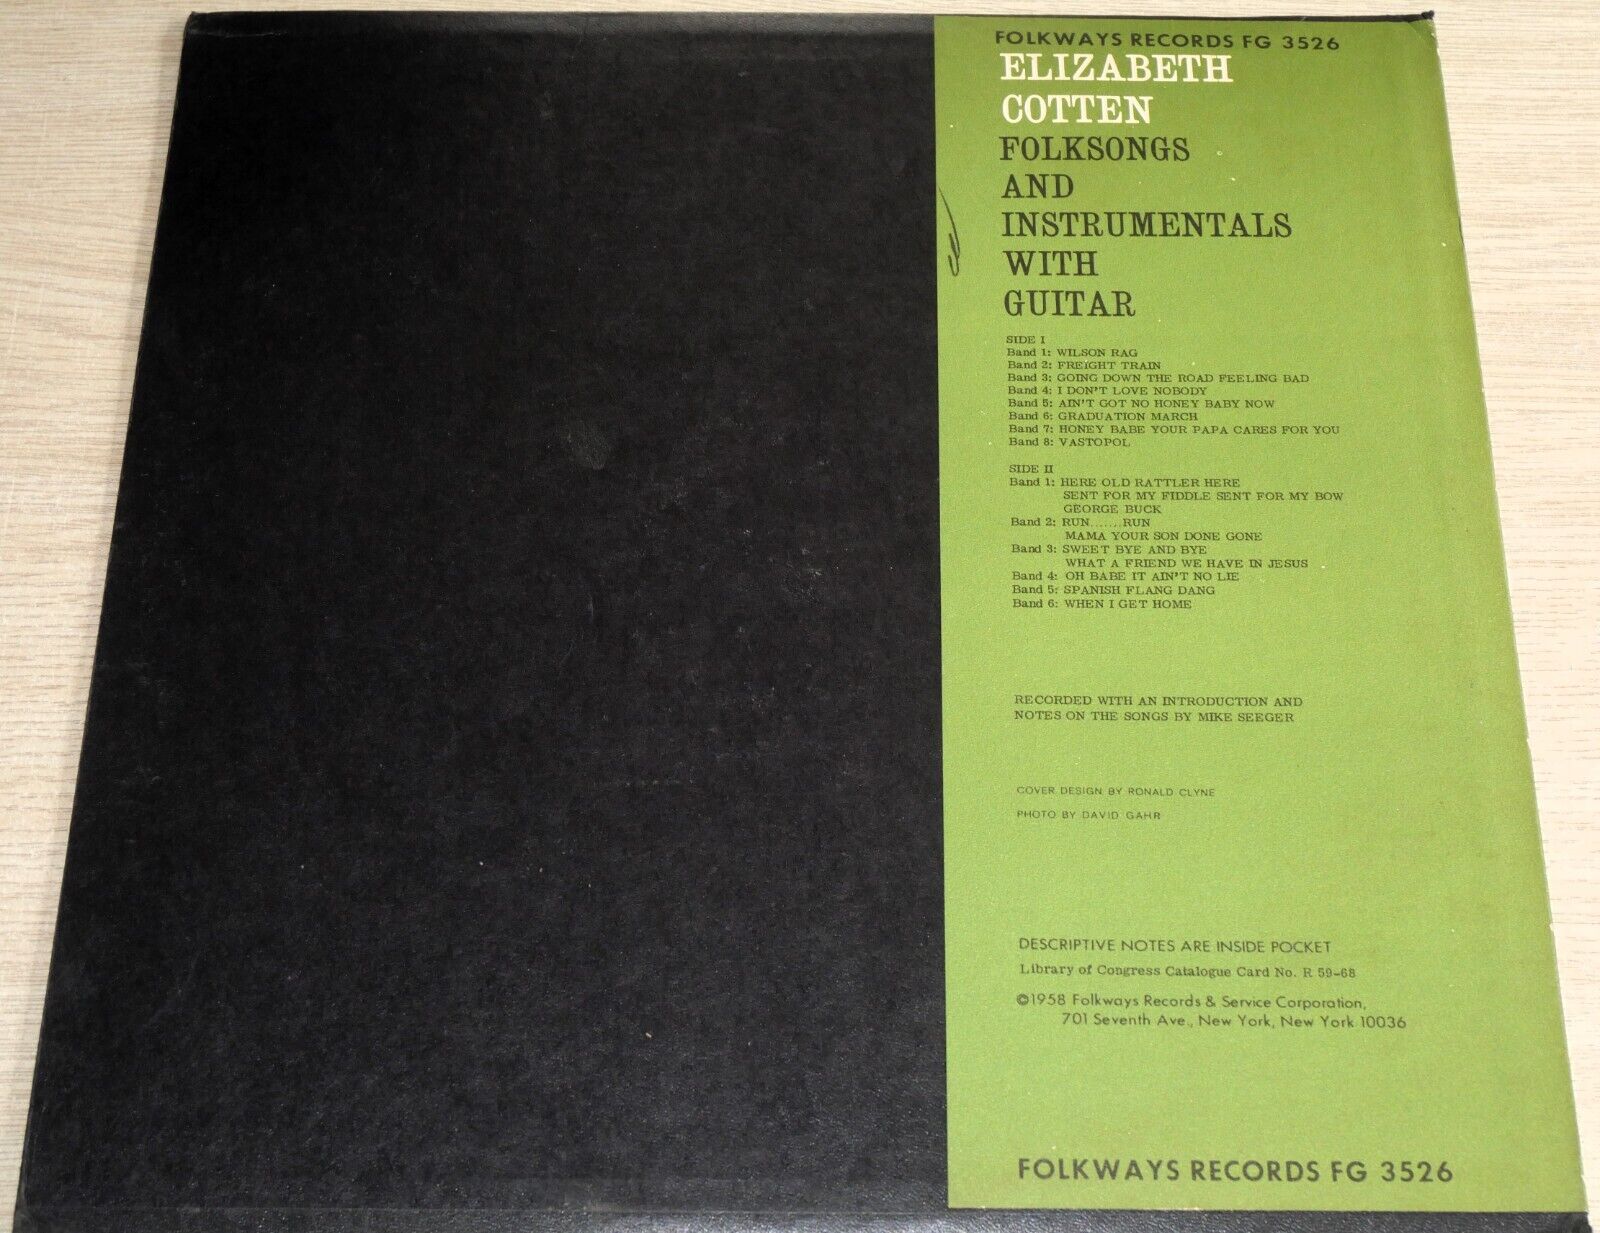 FOLKWAYS RECORDS FG 3526
ELIZABETH
COTTEN
FOLKSONGS
AND
INSTRUMENTALS
WITH
GUITAR
SIDE I
Band 1: WILSON RAG
Band 2: FREIGHT TRAIN
Band 3: GOING DOWN THE ROAD FEELING BAD
Band 4: I DON'T LOVE NOBODY
Band 5: AIN'T GOT NO HONEY BABY NOW
Band 6: GRADUATION MARCH
Band 7: HONEY BABE YOUR PAPA CARES FOR YOU
Band 8: VASTOPOL
SIDE II
Band 1: HERE OLD RATTLER HERE
SENT FOR MY FIDDLE SENT FOR MY BOW
GEORGE BUCK
Band 2: RUN.......RUN
MAMA YOUR SON DONE GONE
Band 3: SWEET BYE AND BYE
WHAT A FRIEND WE HAVE IN JESUS
Band 4: OH BABE IT AIN'T NO LIE
Band 5: SPANISH FLANG DANG
Band 6: WHEN I GET HOME
RECORDED WITH AN INTRODUCTION AND
NOTES ON THE SONGS BY MIKE SEEGER
COVER DESIGN BY RONALD CLYNE
PHOTO BY DAVID GAHR
DESCRIPTIVE NOTES ARE INSIDE POCKET
Library of Congress Catalogue Card No. R 59-68
©1958 Folkways Records & Service Corporation,
701 Seventh Ave., New York, New York 10036
FOLKWAYS RECORDS FG 3526